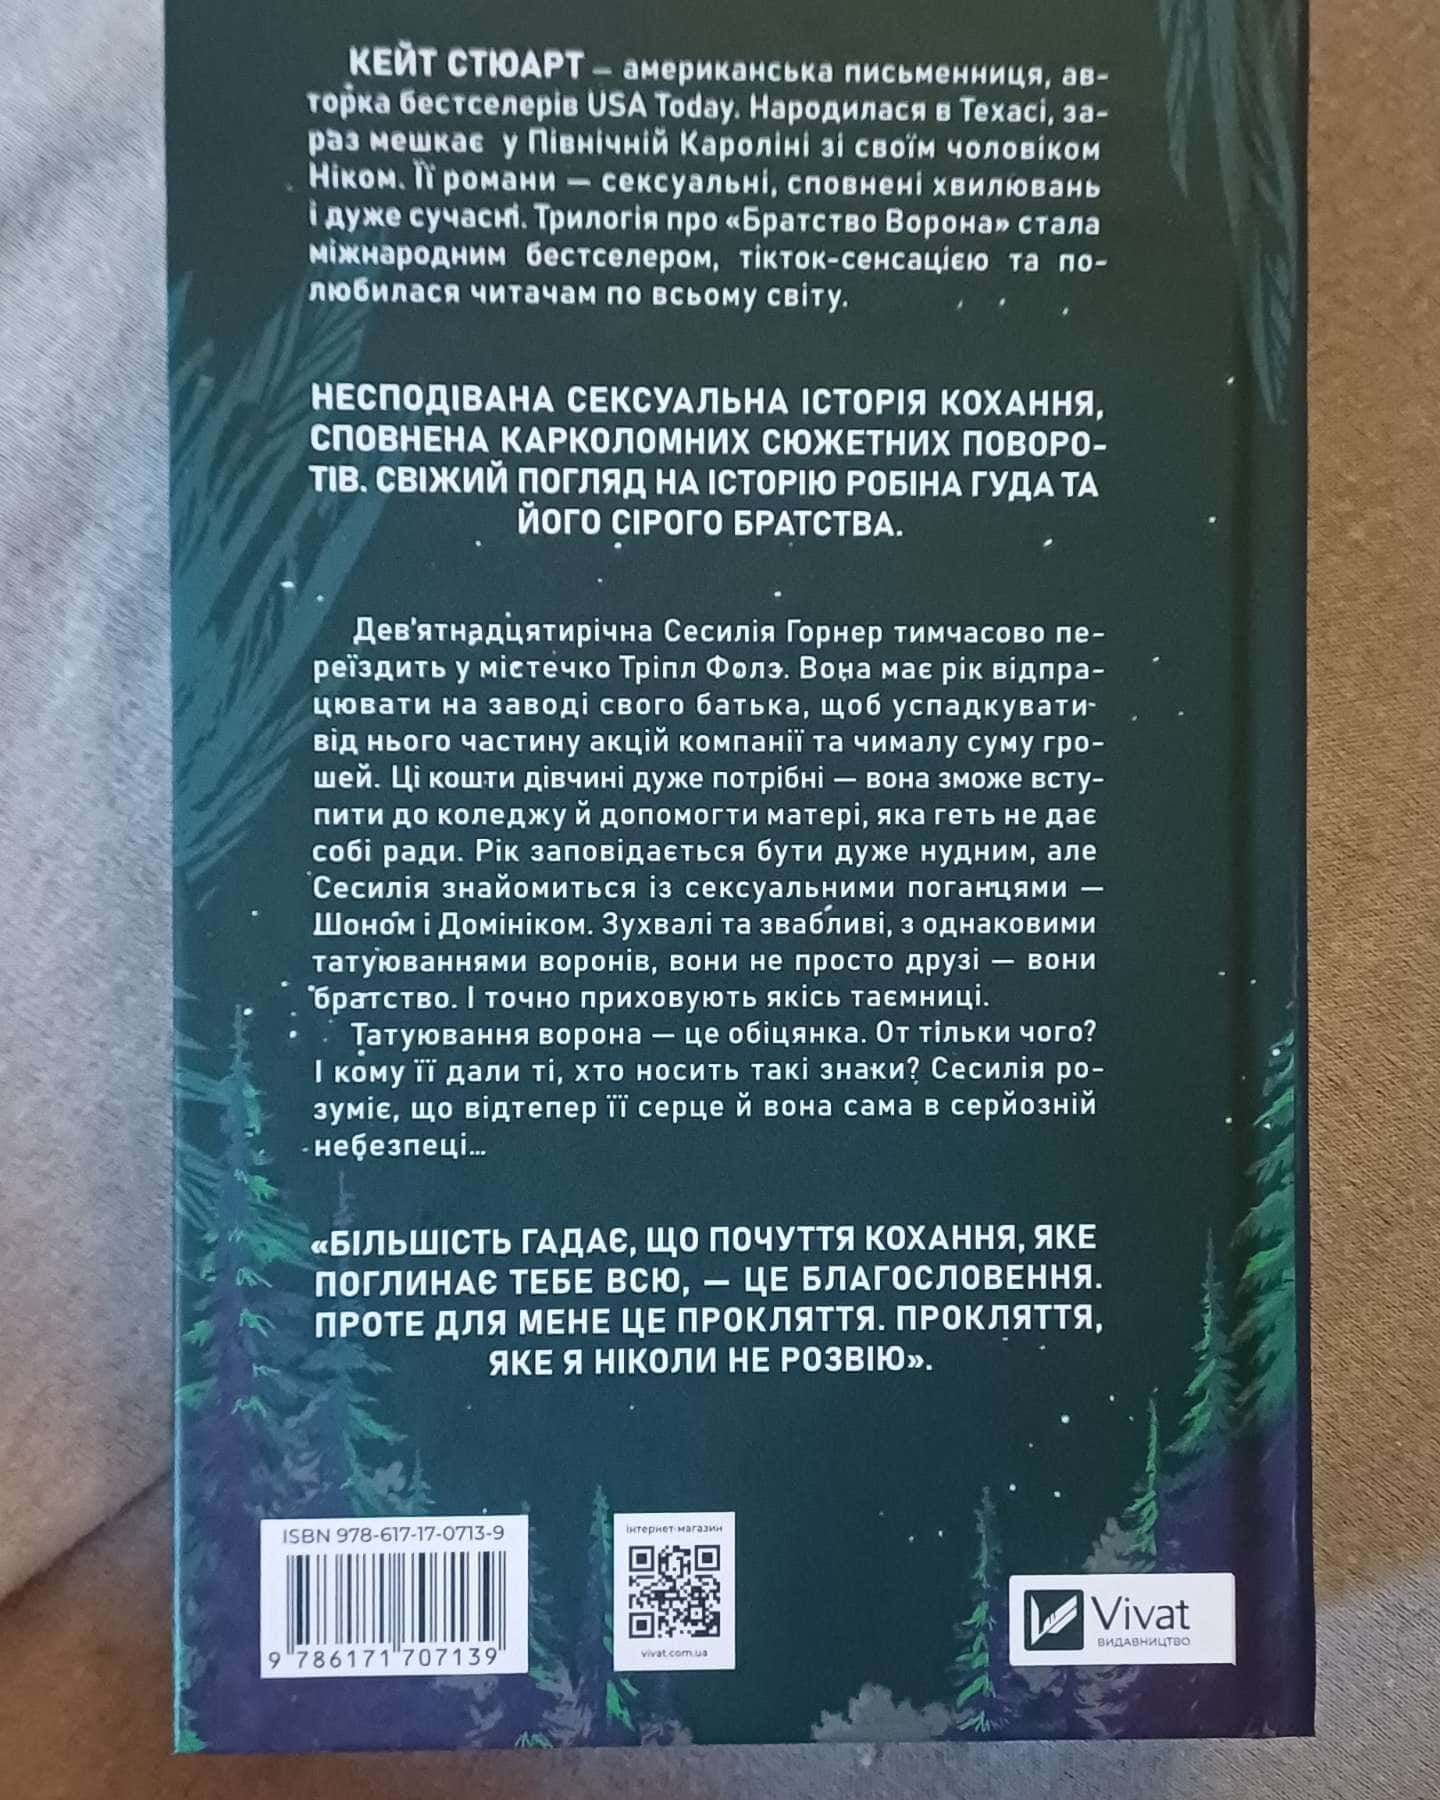 КЕЙТ СТЮАРТ — американська письменниця, ав-
торка бестселерів USA Today. Народилася в Техасі, за-
раз мешкає у Північній Кароліні зі своїм чоловіком
Ніком. Її романи — сексуальні, сповнені хвилювань
і дуже сучасні. Трилогія про «Братство Ворона» стала
міжнародним бестселером, тікток-сенсацією та по-
любилася читачам по всьому світу.
НЕСПОДІВАНА СЕКСУАЛЬНА ІСТОРІЯ КОХАННЯ,
СПОВНЕНА КАРКОЛОМНИХ СЮЖЕТНИХ ПОВОРО-
ТІВ. СВІЖИЙ ПОГЛЯД НА ІСТОРІЮ РОБІНА ГУДА ТА
ЙОГО СІРОГО БРАТСТВА.
Дев'ятнадцятирічна Сесилія Горнер тимчасово пе-
реїздить у містечко Тріпл Фолз. Вона має рік відпра-
цювати на заводі свого батька, щоб успадкувати
від нього частину акцій компанії та чималу суму гро-
шей. Ці кошти дівчині дуже потрібні — вона зможе всту-
пити до коледжу й допомогти матері, яка геть не дає
собі ради. Рік заповідається бути дуже нудним, але
Сесилія знайомиться із сексуальними поганцями —
Шоном і Домініком. Зухвалі та звабливі, з однаковими
татуюваннями воронів, вони не просто друзі — вони
братство. І точно приховують якісь таємниці.
Татуювання ворона — це обіцянка. От тільки чого?
І кому її дали ті, хто носить такі знаки? Сесилія ро-
зуміє, що відтепер її серце й вона сама в серйозній
небезпеці…
«БІЛЬШІСТЬ ГАДАЄ, ЩО ПОЧУТТЯ КОХАННЯ, ЯКЕ
ПОГЛИНАЄ ТЕБЕ ВСЮ, — ЦЕ БЛАГОСЛОВЕННЯ.
ПРОТЕ ДЛЯ МЕНЕ ЦЕ ПРОКЛЯТТЯ. ПРОКЛЯТТЯ,
ЯКЕ Я НІКОЛИ НЕ РОЗВІЮ».
ISBN 978-617-17-0713-9
9 786171 707139
інтернет-магазин
vivat.com.ua
Vivat
ВИДАВНИЦТВО